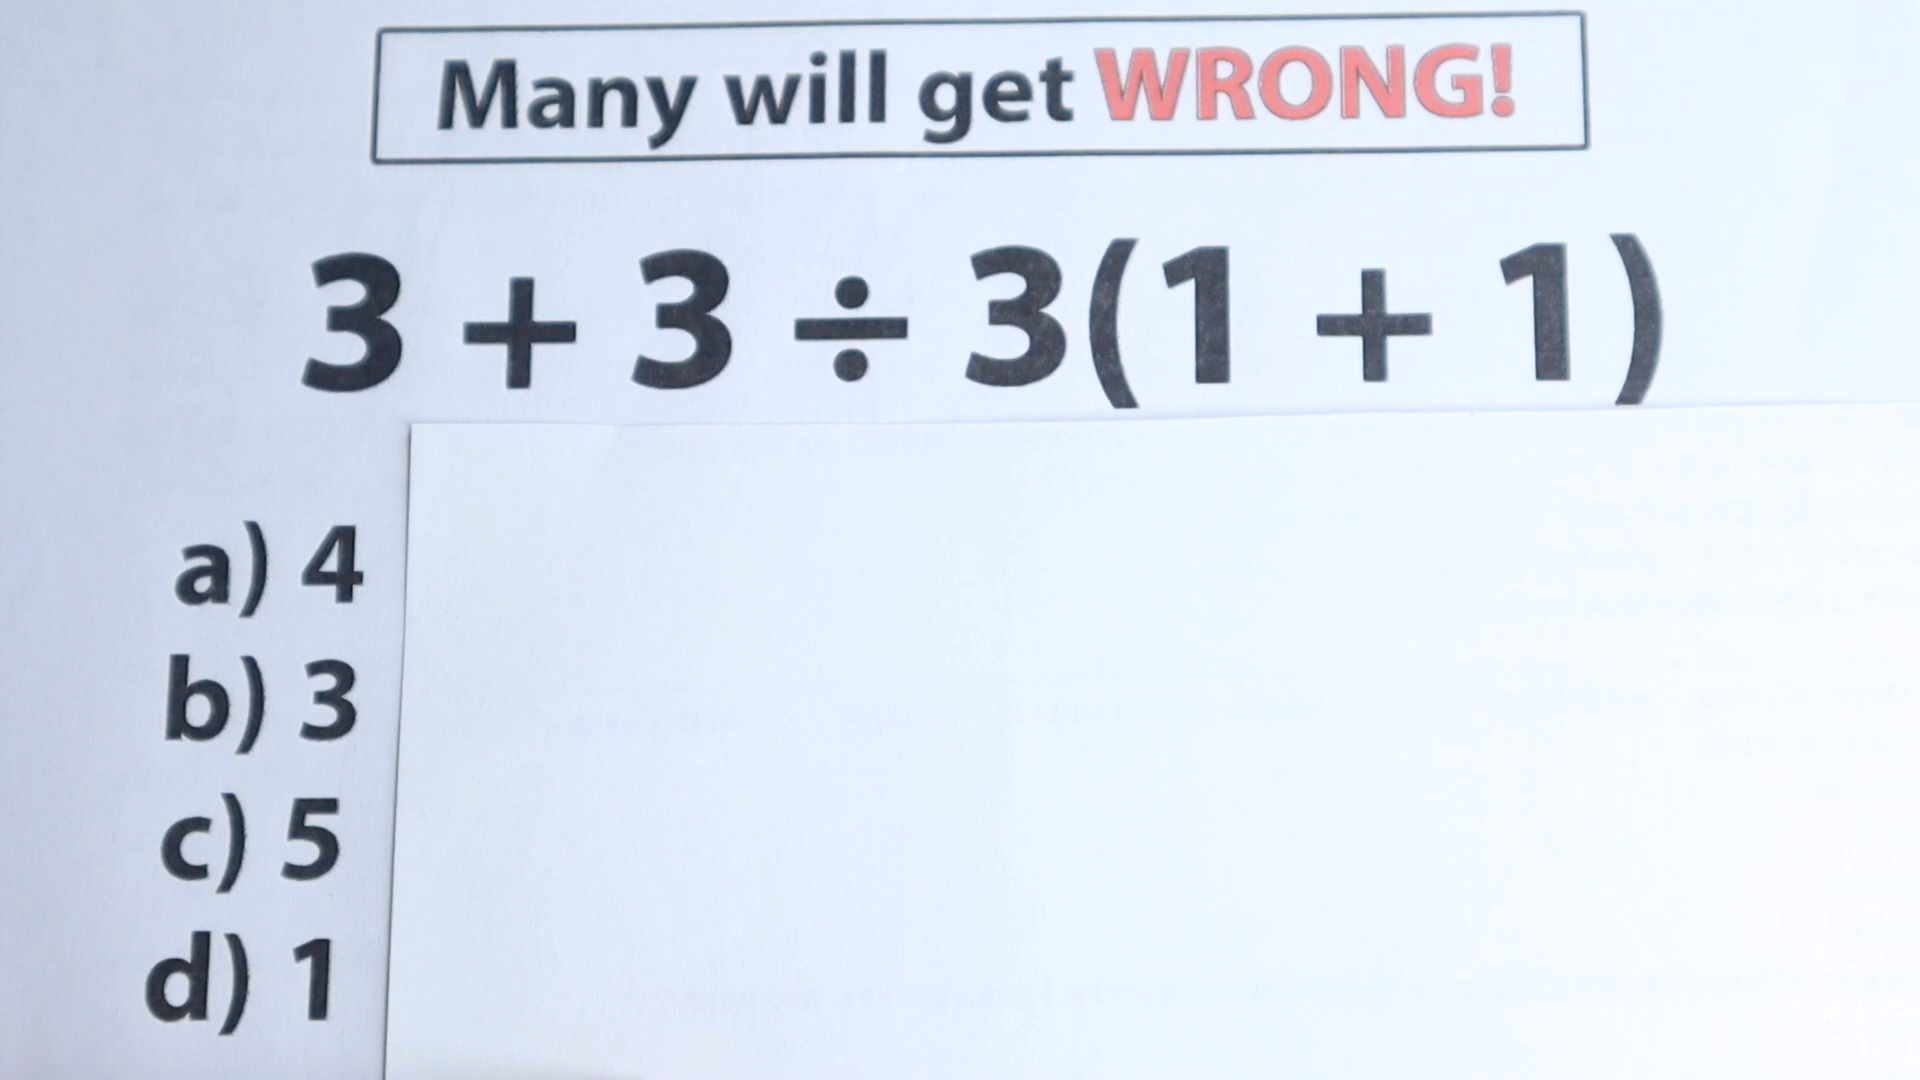 Many will get WRONG!
3 + 3 ÷ 3(1 + 1)
a) 4
b) 3
c) 5
d) 1